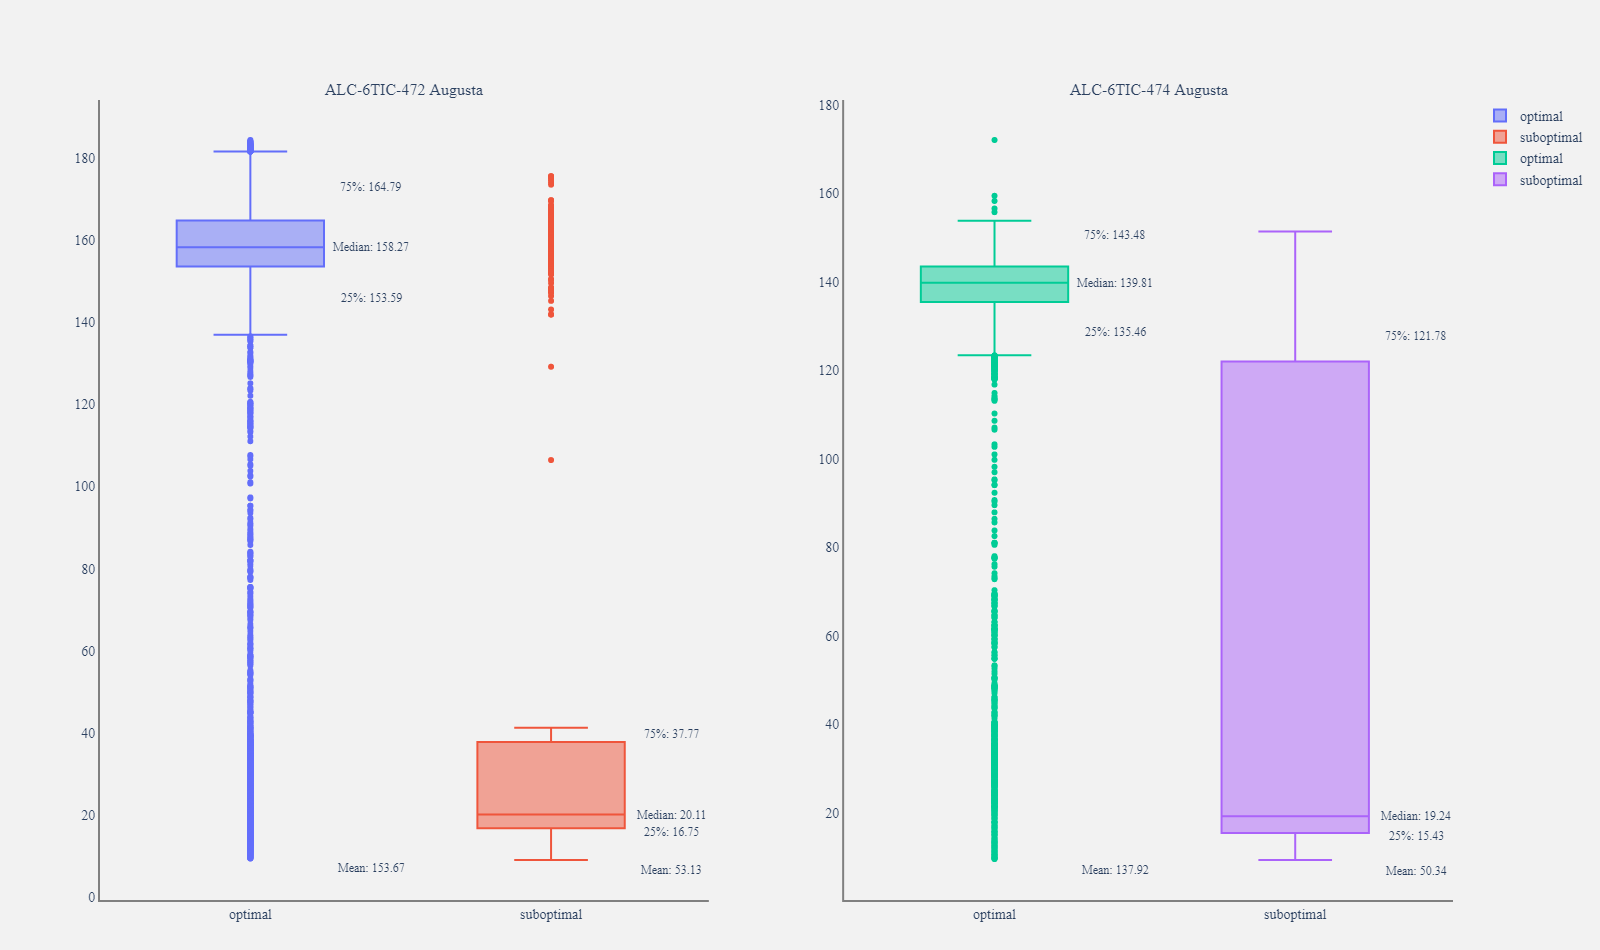 ALC-6TIC-472 Augusta
180
160
140
120
100
80
60
40
20
0
75%: 164.79
Median: 158.27
25%: 153.59
Mean: 153.67
75%: 37.77
Median: 20.11
25%: 16.75
Mean: 53.13
optimal
suboptimal
ALC-6TIC-474 Augusta
180
160
140
120
100
80
60
40
20
75%: 143.48
Median: 139.81
25%: 135.46
Mean: 137.92
75%: 121.78
Median: 19.24
25%: 15.43
Mean: 50.34
optimal
suboptimal
optimal
suboptimal
optimal
suboptimal